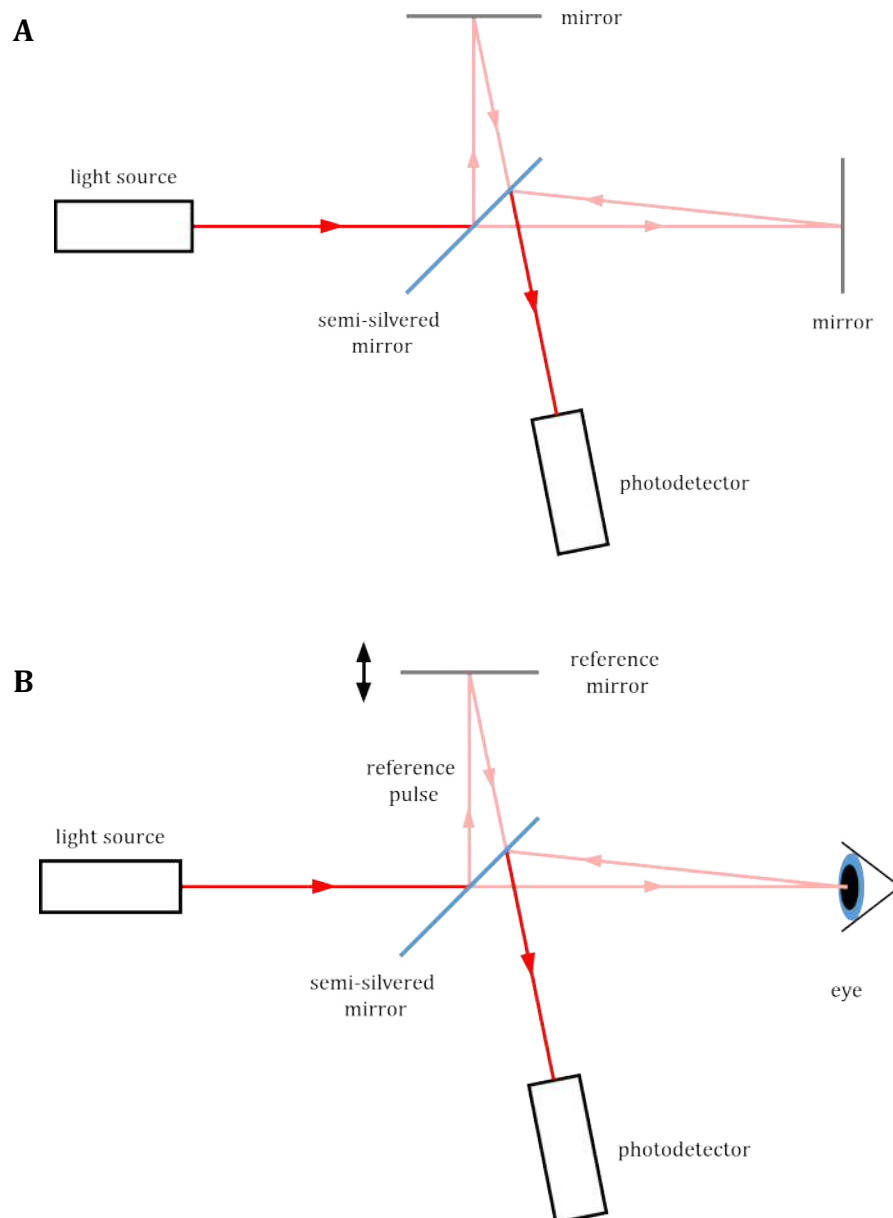 A
mirror
light source
semi-silvered
mirror
mirror
photodetector
B
reference
mirror
reference
pulse
light source
semi-silvered
mirror
eye
photodetector